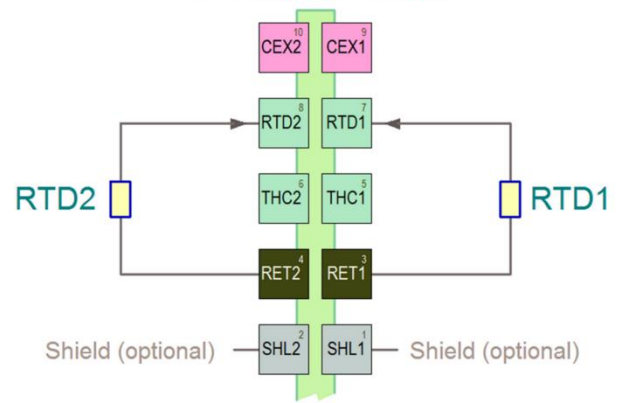 10 9
CEX2 CEX1
8 7
RTD2 RTD1
RTD2 RTD1
6 5
THC2 THC1
4 3
RET2 RET1
2 1
Shield (optional) SHL2 SHL1 Shield (optional)